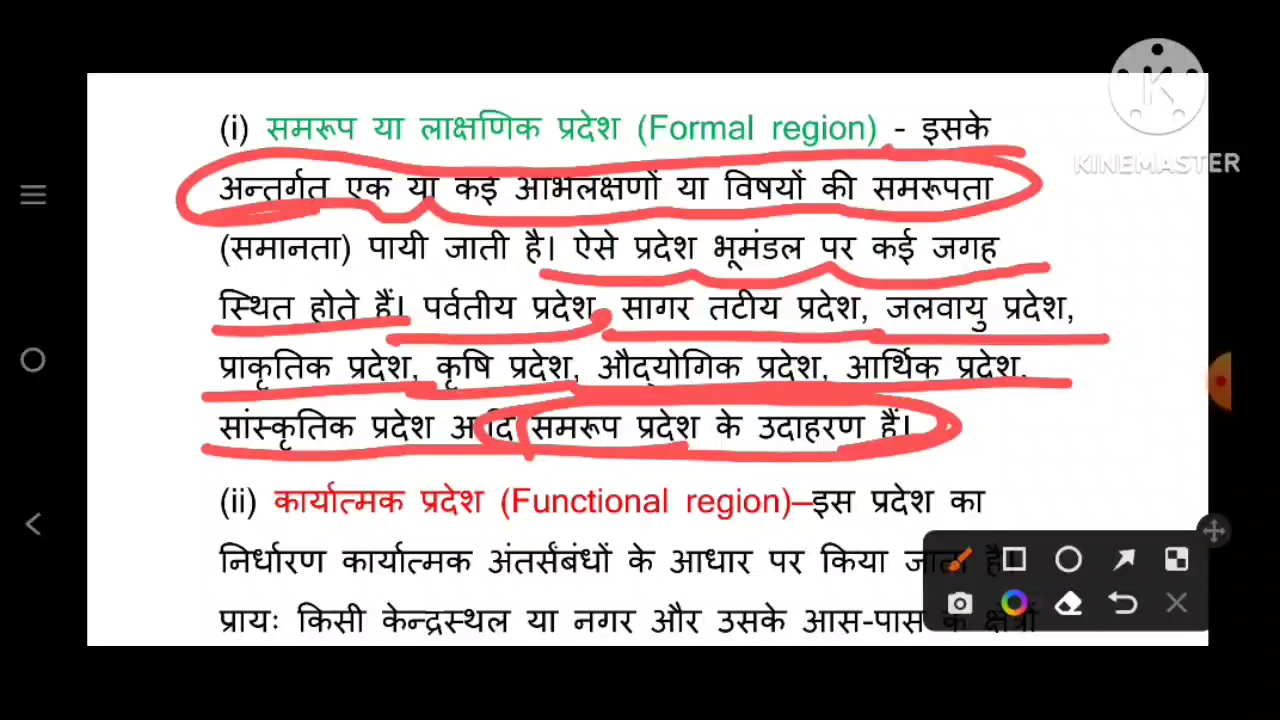 KINEMASTER
(i) समरूप या लाक्षणिक प्रदेश (Formal region) - इसके
अन्तर्गत एक या कई अभिलक्षणों या विषयों की समरूपता
(समानता) पायी जाती है। ऐसे प्रदेश भूमंडल पर कई जगह
स्थित होते हैं। पर्वतीय प्रदेश, सागर तटीय प्रदेश, जलवायु प्रदेश,
प्राकृतिक प्रदेश, कृषि प्रदेश, औद्योगिक प्रदेश, आर्थिक प्रदेश,
सांस्कृतिक प्रदेश आदि समरूप प्रदेश के उदाहरण हैं।
(ii) कार्यात्मक प्रदेश (Functional region)–इस प्रदेश का
निर्धारण कार्यात्मक अंतर्संबंधों के आधार पर किया जाता है।
प्रायः किसी केन्द्रस्थल या नगर और उसके आस-पास के क्षेत्रों